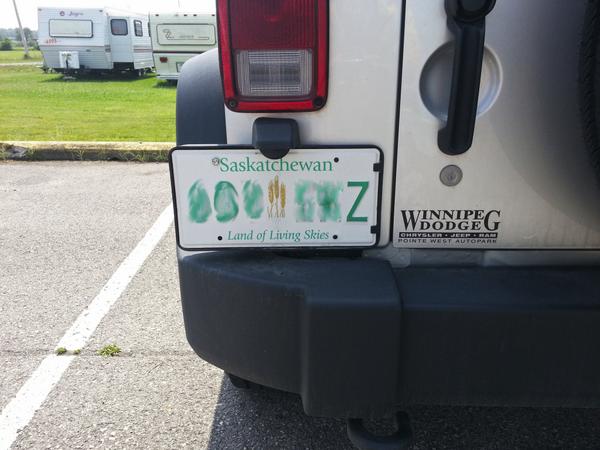 Saskatchewan
Z
Land of Living Skies
WINNIPEG
DODGE
CHRYSLER • JEEP • RAM
POINTE WEST AUTOPARK